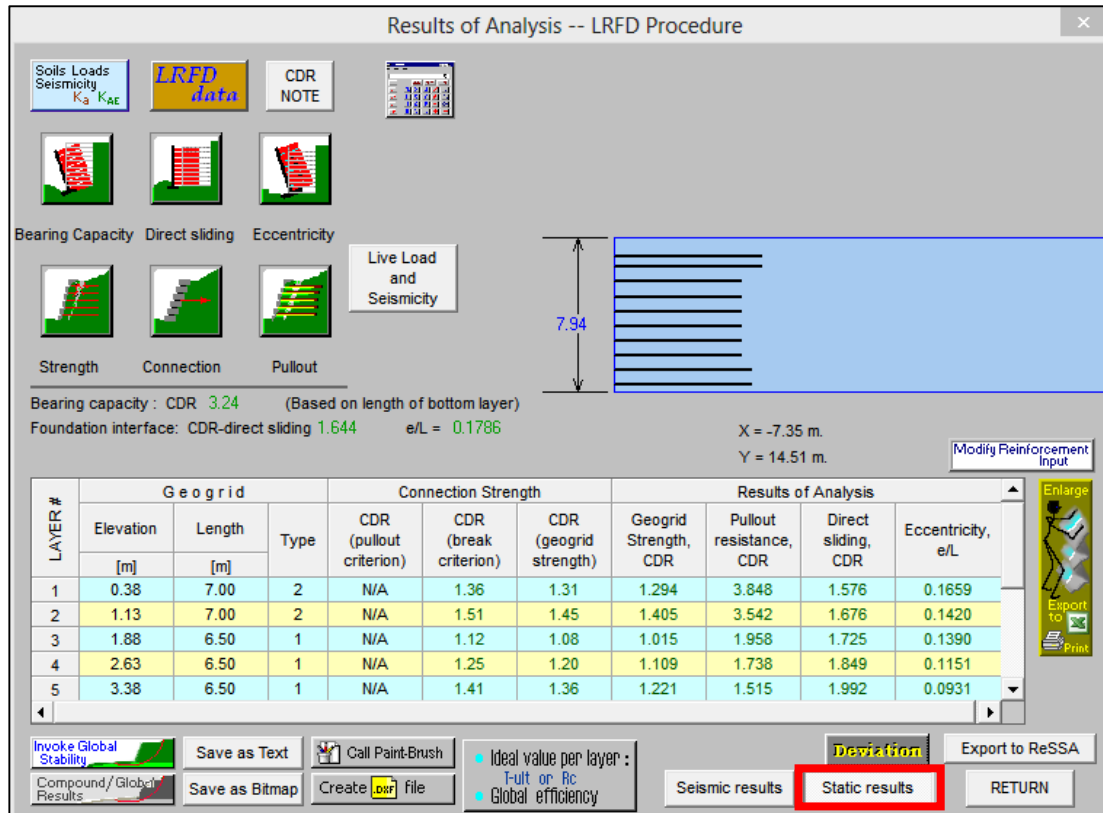 Results of Analysis -- LRFD Procedure
Soils Loads
Seismicity
Ka KAE
LRFD
data
CDR
NOTE
Bearing Capacity Direct sliding Eccentricity
Live Load
and
Seismicity
7.94
Strength Connection Pullout
Bearing capacity : CDR 3.24 (Based on length of bottom layer)
Foundation interface: CDR-direct sliding 1.644 e/L = 0.1786
X = -7.35 m.
Y = 14.51 m.
Modify Reinforcement
Input
LAYER # Geogrid Connection Strength Results of Analysis
Elevation Length Type CDR (pullout criterion) CDR (break criterion) CDR (geogrid strength) Geogrid Strength, CDR Pullout resistance, CDR Direct sliding, CDR Eccentricity, e/L
[m] [m]
1 0.38 7.00 2 N/A 1.36 1.31 1.294 3.848 1.576 0.1659
2 1.13 7.00 2 N/A 1.51 1.45 1.405 3.542 1.676 0.1420
3 1.88 6.50 1 N/A 1.12 1.08 1.015 1.958 1.725 0.1390
4 2.63 6.50 1 N/A 1.25 1.20 1.109 1.738 1.849 0.1151
5 3.38 6.50 1 N/A 1.41 1.36 1.221 1.515 1.992 0.0931
Enlarge
Export
to
Print
Invoke Global
Stability
Save as Text
Call Paint-Brush
Ideal value per layer :
T-ult or Rc
Global efficiency
Deviation
Export to ReSSA
Compound/Global
Results
Save as Bitmap
Create .DXF file
Seismic results
Static results
RETURN